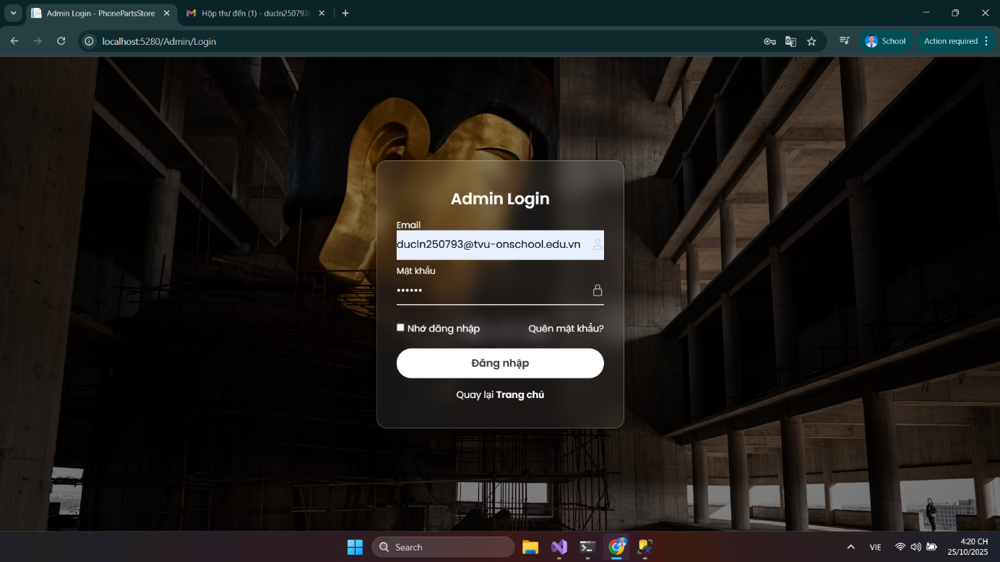 Admin Login - PhonePartsStore
Hộp thư đến (1) - ducln250793
localhost:5280/Admin/Login
School
Action required
Admin Login
Email
ducln250793@tvu-onschool.edu.vn
Mật khẩu
••••••
Nhớ đăng nhập
Quên mật khẩu?
Đăng nhập
Quay lại Trang chủ
Search
VIE
4:20 CH
25/10/2025